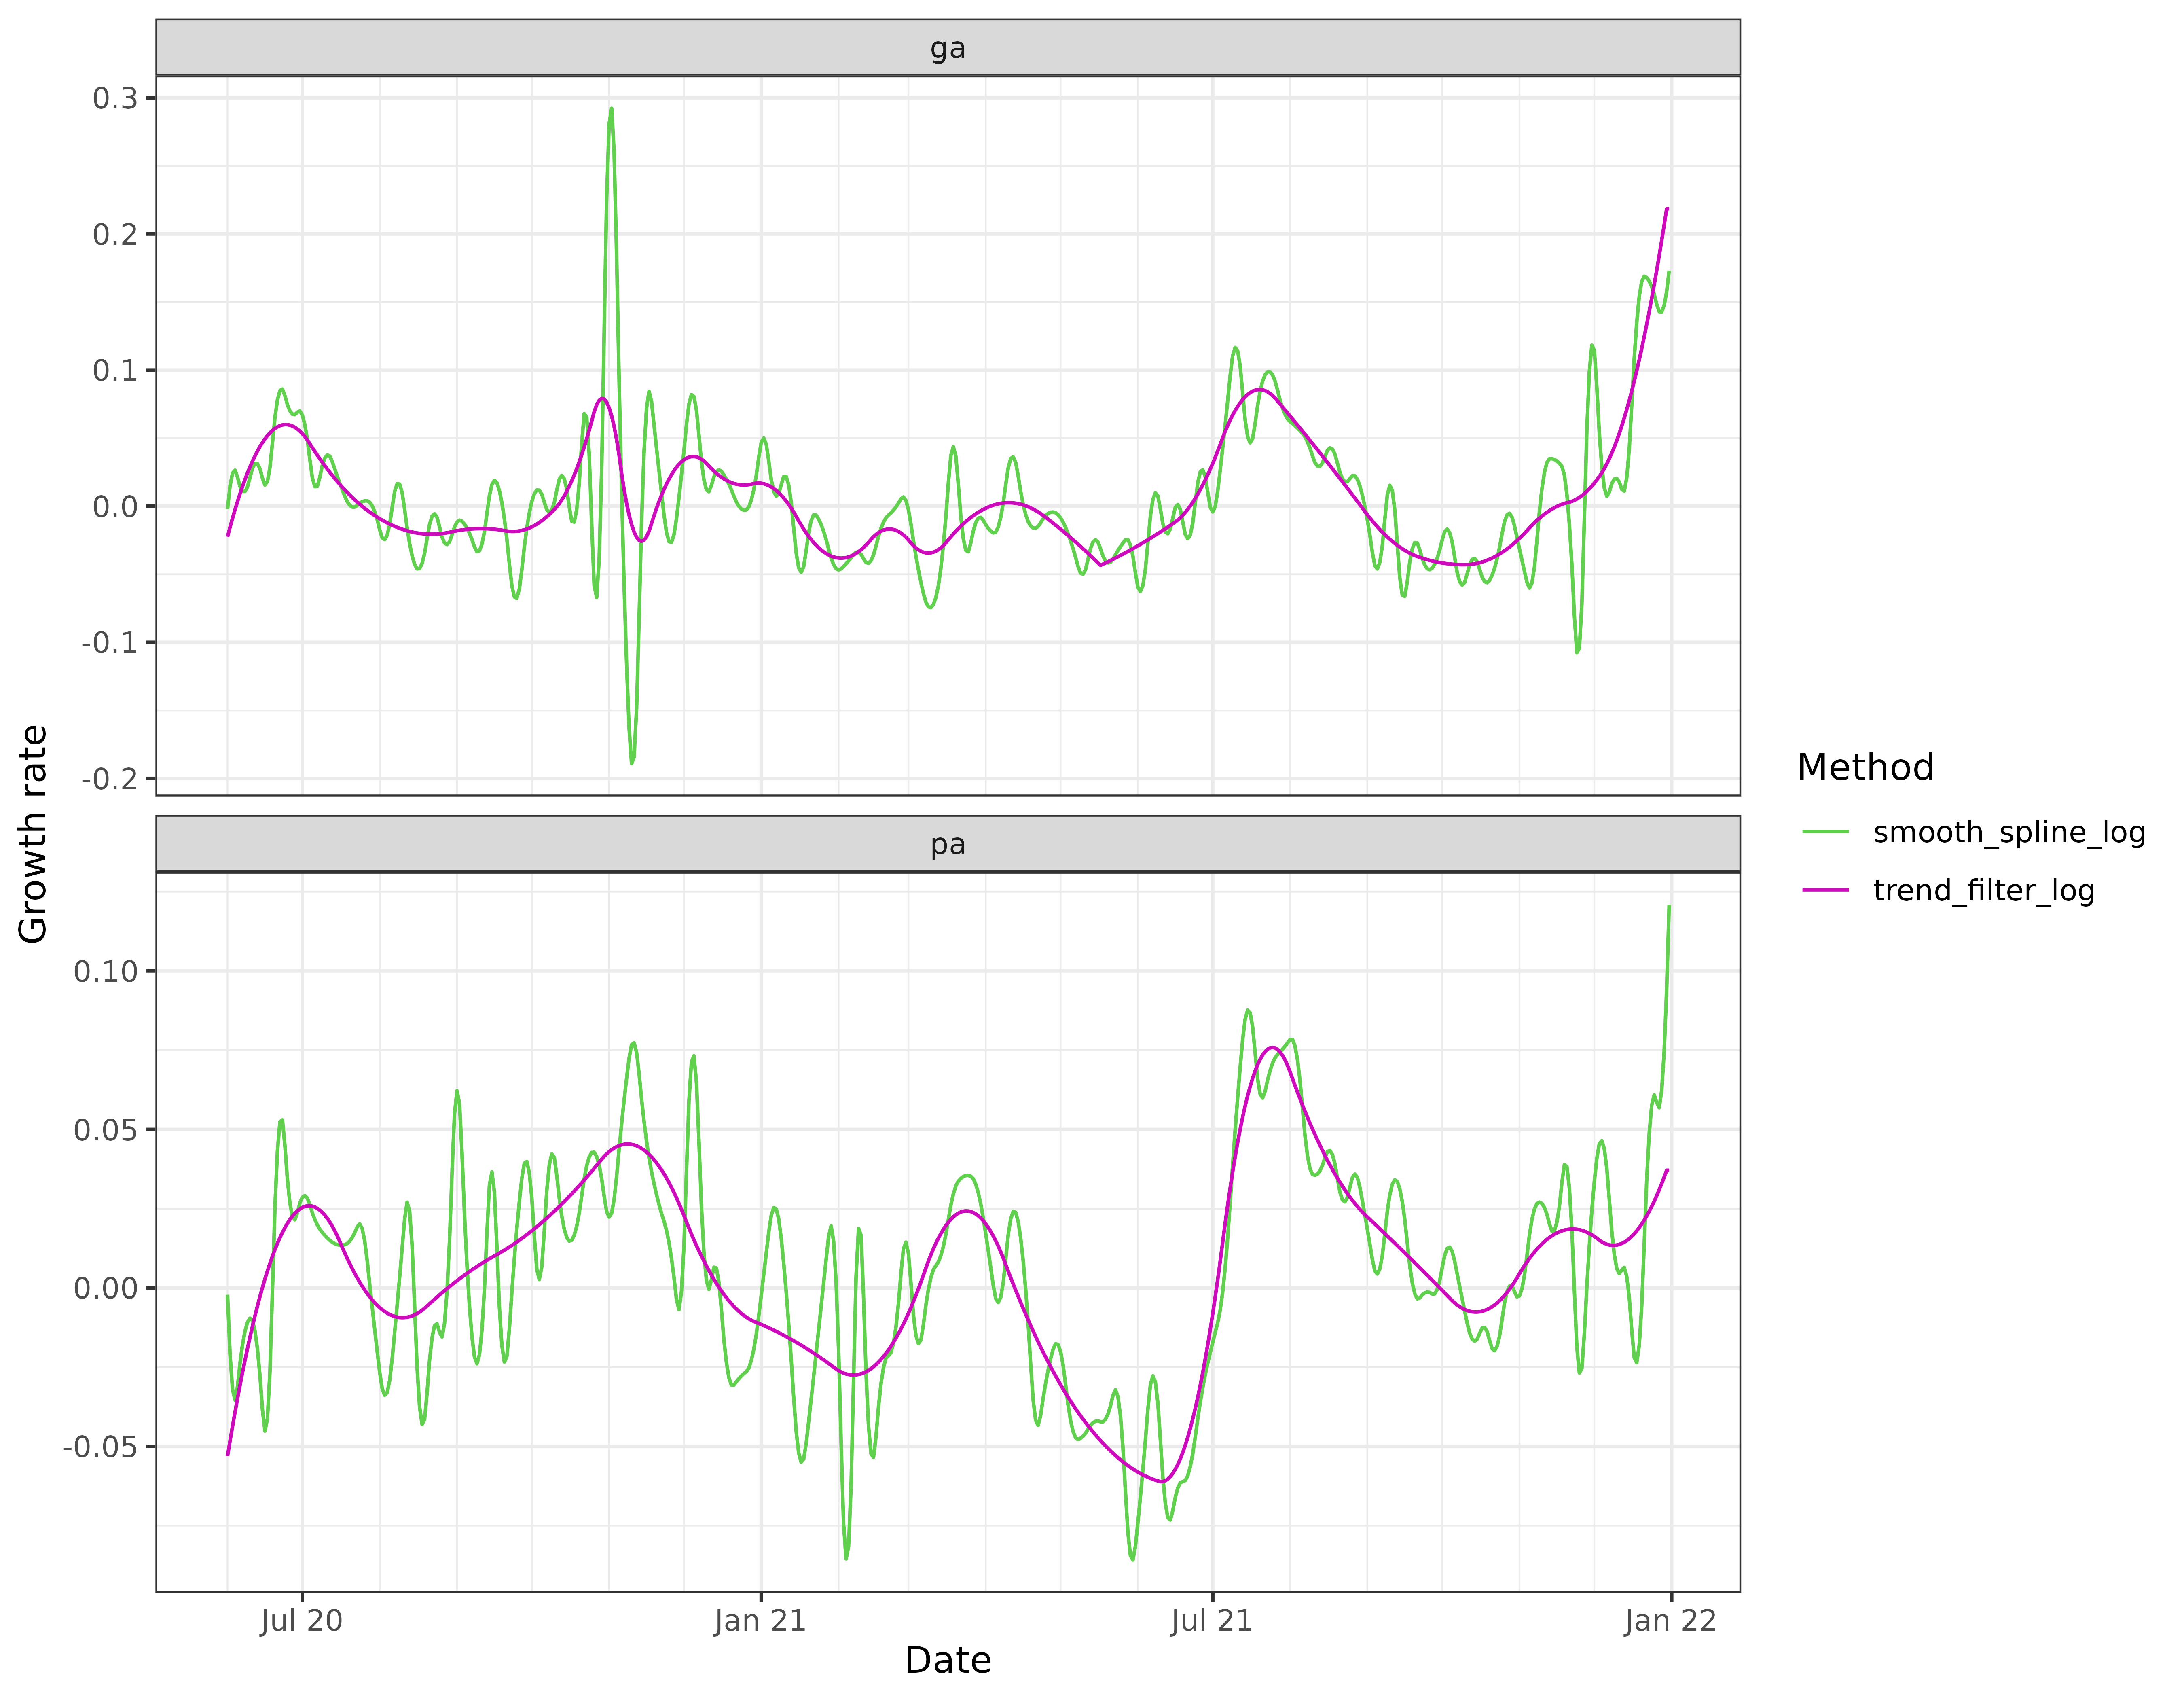 ga
0.3
0.2
0.1
0.0
-0.1
-0.2
pa
0.10
0.05
0.00
-0.05
Jul 20
Jan 21
Jul 21
Jan 22
Date
Growth rate
Method
smooth_spline_log
trend_filter_log